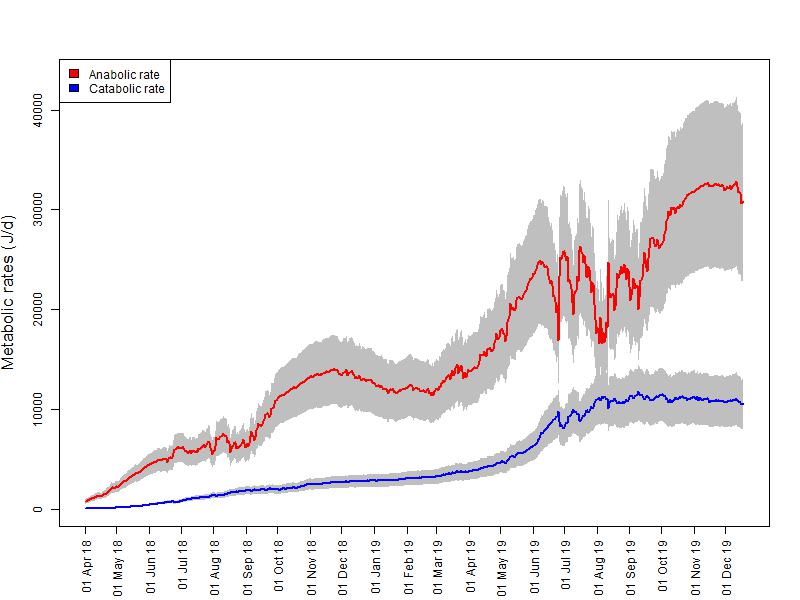 Anabolic rate
Catabolic rate
Metabolic rates (J/d)
40000
30000
20000
10000
0
01 Apr 18
01 May 18
01 Jun 18
01 Jul 18
01 Aug 18
01 Sep 18
01 Oct 18
01 Nov 18
01 Dec 18
01 Jan 19
01 Feb 19
01 Mar 19
01 Apr 19
01 May 19
01 Jun 19
01 Jul 19
01 Aug 19
01 Sep 19
01 Oct 19
01 Nov 19
01 Dec 19